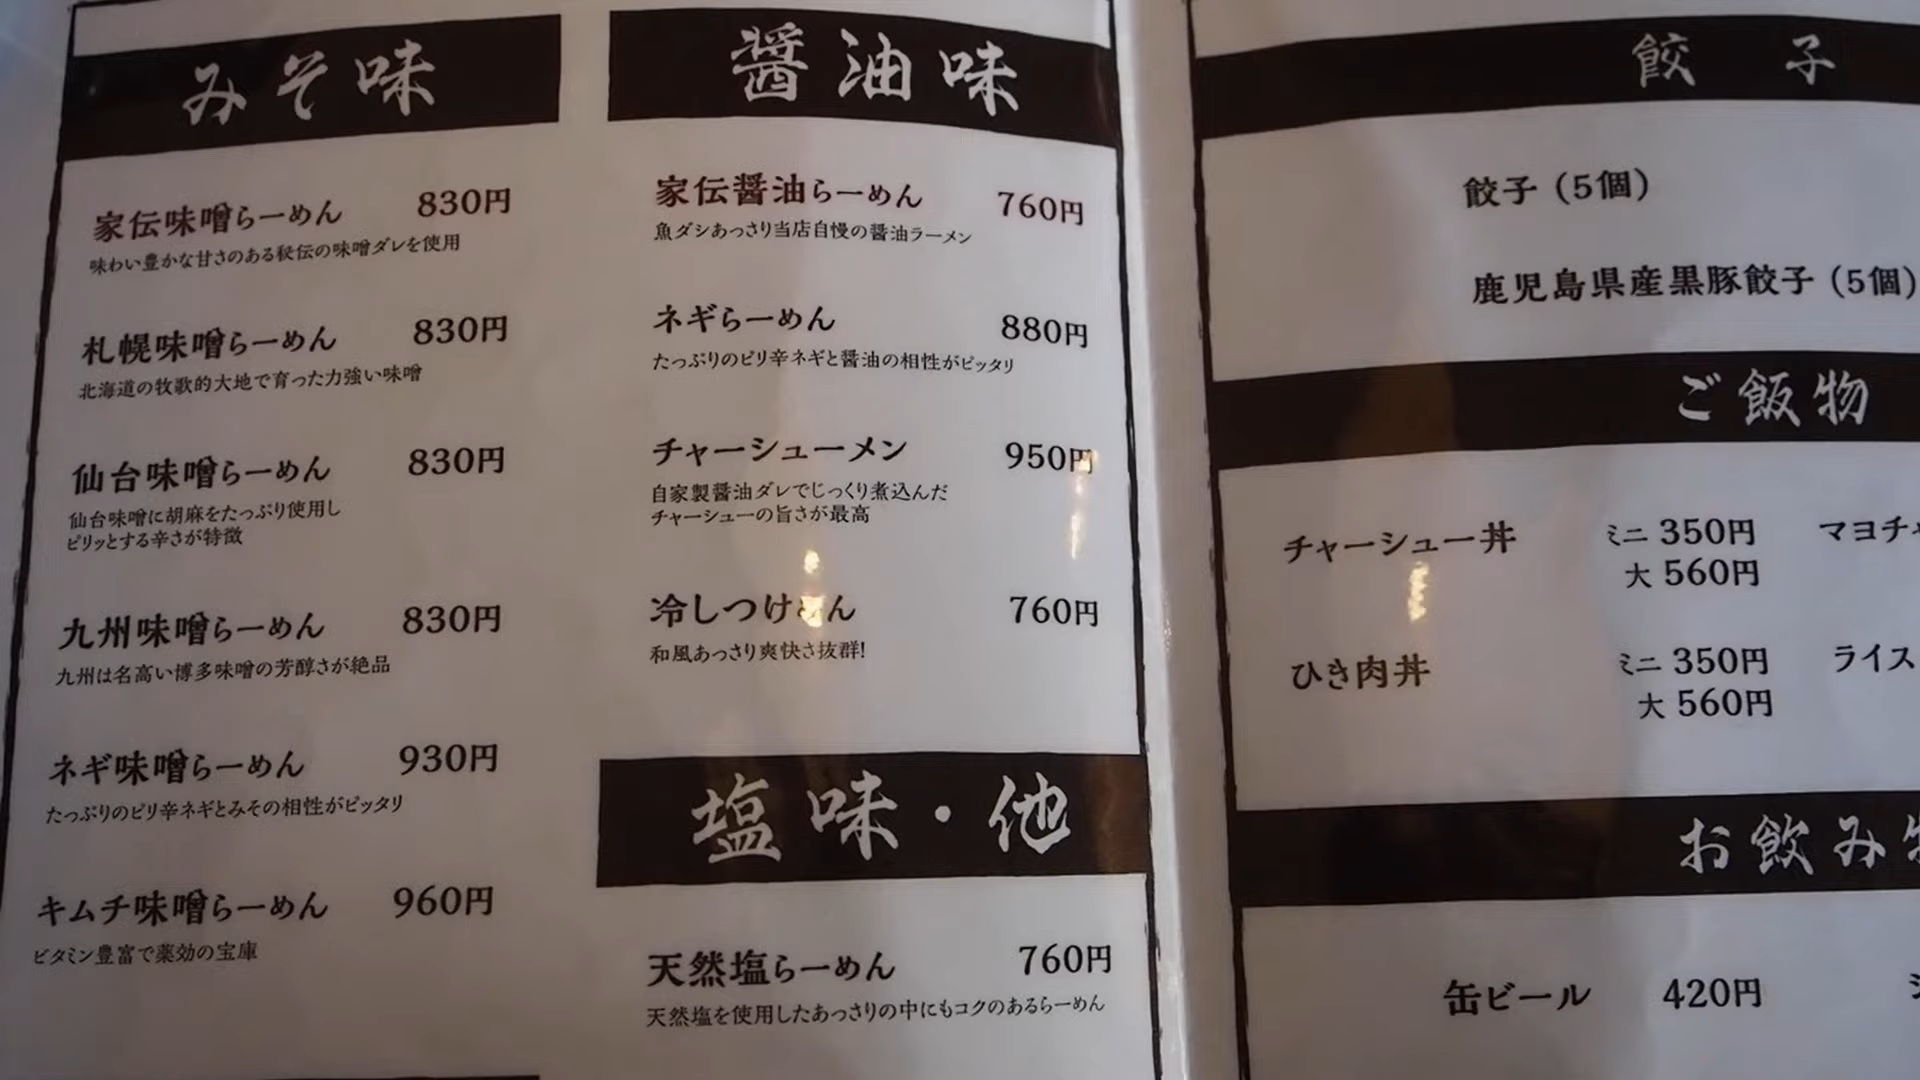 みそ味
家伝味噌らーめん 830円
味わい豊かな甘さのある秘伝の味噌ダレを使用
札幌味噌らーめん 830円
北海道の牧歌的大地で育った力強い味噌
仙台味噌らーめん 830円
仙台味噌に胡麻をたっぷり使用し
ピリッとする辛さが特徴
九州味噌らーめん 830円
九州は名高い博多味噌の芳醇さが絶品
ネギ味噌らーめん 930円
たっぷりのピリ辛ネギとみその相性がピッタリ
キムチ味噌らーめん 960円
ビタミン豊富で薬効の宝庫
醤油味
家伝醤油らーめん 760円
魚ダシあっさり当店自慢の醤油ラーメン
ネギらーめん 880円
たっぷりのピリ辛ネギと醤油の相性がピッタリ
チャーシューメン 950円
自家製醤油ダレでじっくり煮込んだ
チャーシューの旨さが最高
冷しつけめん 760円
和風あっさり爽快さ抜群!
塩味・他
天然塩らーめん 760円
天然塩を使用したあっさりの中にもコクのあるらーめん
餃子
餃子（5個）
鹿児島県産黒豚餃子（5個）
ご飯物
チャーシュー丼 ミニ 350円 マヨチ
大 560円
ひき肉丼 ミニ 350円 ライス
大 560円
お飲み物
缶ビール 420円